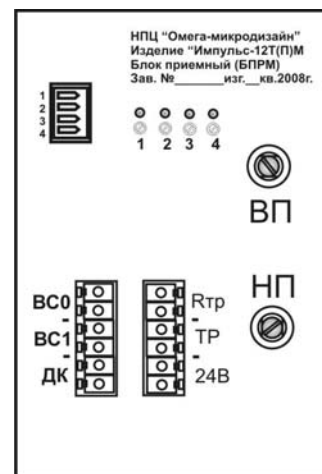 НПЦ “Омега-микродизайн”
Изделие “Импульс-12Т(П)М
Блок приемный (БПРМ)
Зав. №______изг.__кв.2008г.
1
2
3
4
1 2 3 4
ВП
НП
ВС0
ВС1
ДК
Rтр
ТР
24В